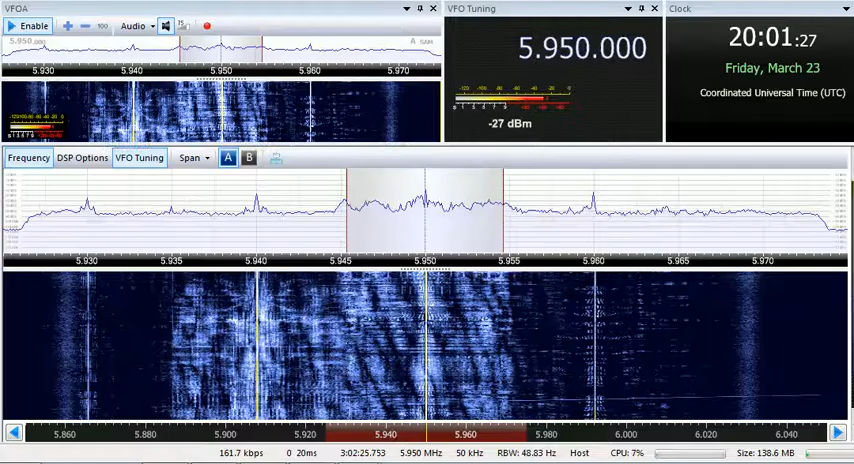 VFOA
VFO Tuning
Clock
Enable
100
Audio
75
5.950.000
A SAM
5.930 5.940 5.950 5.960 5.970
5.950.000
-27 dBm
20:01:27
Friday, March 23
Coordinated Universal Time (UTC)
Frequency DSP Options VFO Tuning Span A B
5.930 5.935 5.940 5.945 5.950 5.955 5.960 5.965 5.970
5.860 5.900 5.920 5.940 5.960 5.980 6.000 6.020 6.040
161.7 kbps 0 20ms 3:02:25.753 5.950 MHz 50 kHz RBW: 48.83 Hz Host CPU: 7% Size: 138.6 MB